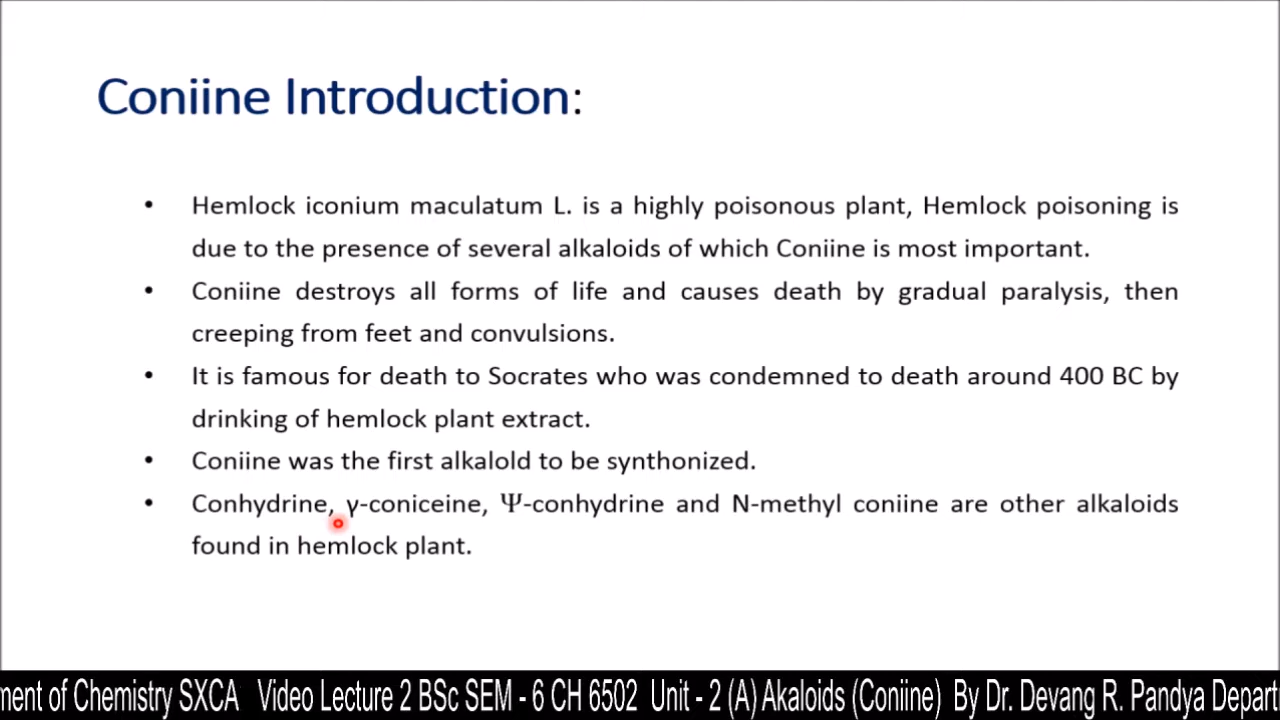 Coniine Introduction:
• Hemlock iconium maculatum L. is a highly poisonous plant, Hemlock poisoning is
due to the presence of several alkaloids of which Coniine is most important.
• Coniine destroys all forms of life and causes death by gradual paralysis, then
creeping from feet and convulsions.
• It is famous for death to Socrates who was condemned to death around 400 BC by
drinking of hemlock plant extract.
• Coniine was the first alkalold to be synthonized.
• Conhydrine, γ-coniceine, Ψ-conhydrine and N-methyl coniine are other alkaloids
found in hemlock plant.
ment of Chemistry SXCA Video Lecture 2 BSc SEM - 6 CH 6502 Unit - 2 (A) Akaloids (Coniine) By Dr. Devang R. Pandya Depart